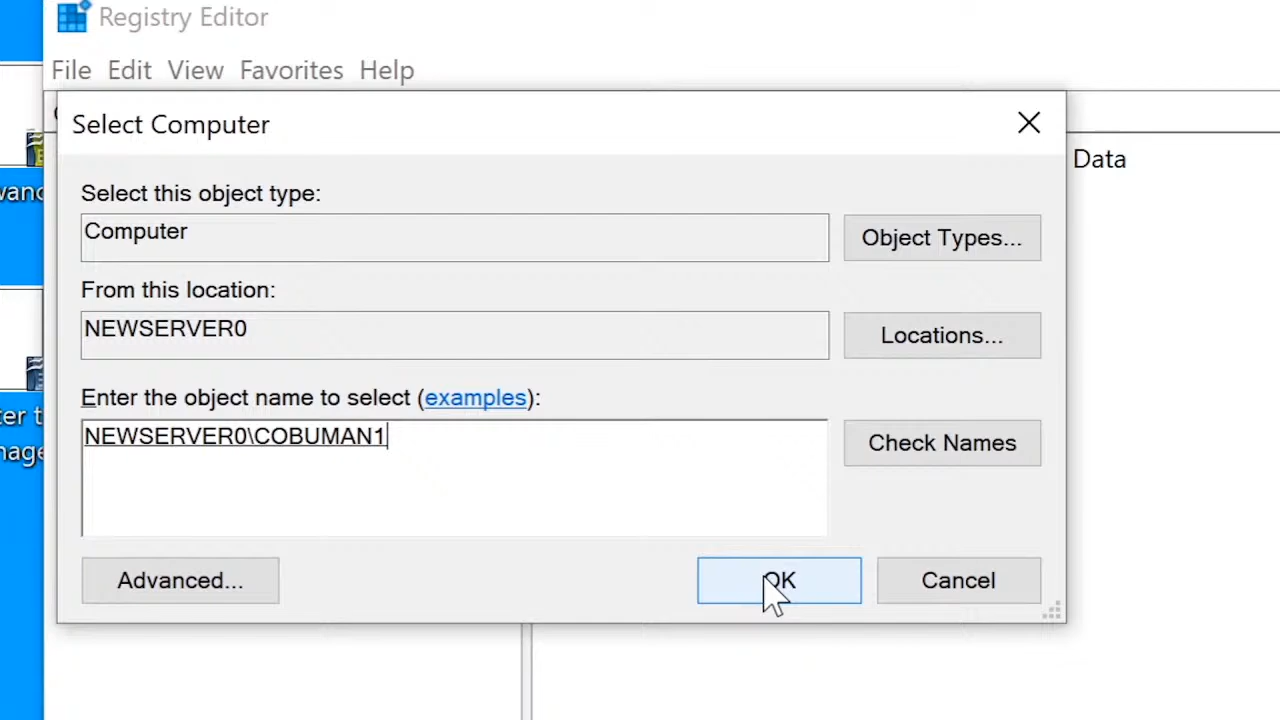 Registry Editor
File Edit View Favorites Help
Select Computer
Data
Select this object type:
Computer
Object Types...
From this location:
NEWSERVER0
Locations...
Enter the object name to select (examples):
NEWSERVER0\COBUMAN1
Check Names
Advanced...
OK
Cancel